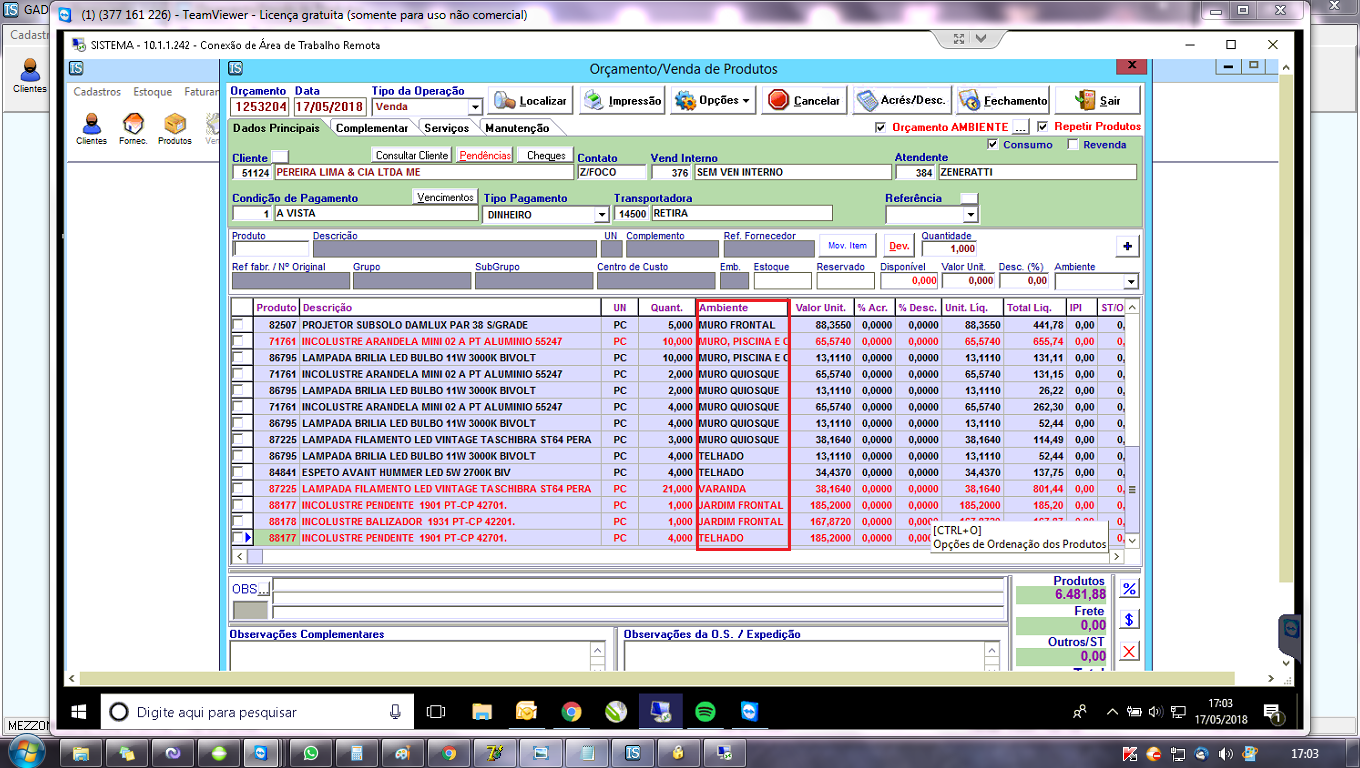 GAD
(1) (377 161 226) - TeamViewer - Licença gratuita (somente para uso não comercial)
Cadastr
Clientes
SISTEMA - 10.1.1.242 - Conexão de Área de Trabalho Remota
Cadastros Estoque Faturan
Clientes Fornec. Produtos
Orçamento/Venda de Produtos
Orçamento Data Tipo da Operação
1253204 17/05/2018 Venda
Localizar Impressão Opções Cancelar Acrés/Desc. Fechamento Sair
Dados Principais Complementar Serviços Manutenção
Orçamento AMBIENTE ... Repetir Produtos
Consumo Revenda
Cliente Consultar Cliente Pendências Cheques Contato Vend Interno Atendente
51124 PEREIRA LIMA & CIA LTDA ME Z/FOCO 376 SEM VEN INTERNO 384 ZENERATTI
Condição de Pagamento Vencimentos Tipo Pagamento Transportadora Referência
1 A VISTA DINHEIRO 14500 RETIRA
Produto Descrição UN Complemento Ref. Fornecedor Mov. Item Dev. Quantidade
1,000
Ref fabr. / Nº Original Grupo SubGrupo Centro de Custo Emb. Estoque Reservado Disponível Valor Unit. Desc. (%) Ambiente
0,000 0,000 0,00
Produto Descrição UN Quant. Ambiente Valor Unit. % Acr. % Desc. Unit. Líq. Total Liq. IPI ST/O
82507 PROJETOR SUBSOLO DAMLUX PAR 38 S/GRADE PC 5,000 MURO FRONTAL 88,3550 0,0000 0,0000 88,3550 441,78 0,00 0,
71761 INCOLUSTRE ARANDELA MINI 02 A PT ALUMINIO 55247 PC 10,000 MURO, PISCINA E C 65,5740 0,0000 0,0000 65,5740 655,74 0,00 0,
86795 LAMPADA BRILIA LED BULBO 11W 3000K BIVOLT PC 10,000 MURO, PISCINA E C 13,1110 0,0000 0,0000 13,1110 131,11 0,00 0,
71761 INCOLUSTRE ARANDELA MINI 02 A PT ALUMINIO 55247 PC 2,000 MURO QUIOSQUE 65,5740 0,0000 0,0000 65,5740 131,15 0,00 0,
86795 LAMPADA BRILIA LED BULBO 11W 3000K BIVOLT PC 2,000 MURO QUIOSQUE 13,1110 0,0000 0,0000 13,1110 26,22 0,00 0,
71761 INCOLUSTRE ARANDELA MINI 02 A PT ALUMINIO 55247 PC 4,000 MURO QUIOSQUE 65,5740 0,0000 0,0000 65,5740 262,30 0,00 0,
86795 LAMPADA BRILIA LED BULBO 11W 3000K BIVOLT PC 4,000 MURO QUIOSQUE 13,1110 0,0000 0,0000 13,1110 52,44 0,00 0,
87225 LAMPADA FILAMENTO LED VINTAGE TASCHIBRA ST64 PERA PC 3,000 MURO QUIOSQUE 38,1640 0,0000 0,0000 38,1640 114,49 0,00 0,
86795 LAMPADA BRILIA LED BULBO 11W 3000K BIVOLT PC 4,000 TELHADO 13,1110 0,0000 0,0000 13,1110 52,44 0,00 0,
84841 ESPETO AVANT HUMMER LED 5W 2700K BIV PC 4,000 TELHADO 34,4370 0,0000 0,0000 34,4370 137,75 0,00 0,
87225 LAMPADA FILAMENTO LED VINTAGE TASCHIBRA ST64 PERA PC 21,000 VARANDA 38,1640 0,0000 0,0000 38,1640 801,44 0,00 0,
88177 INCOLUSTRE PENDENTE 1901 PT-CP 42701. PC 1,000 JARDIM FRONTAL 185,2000 0,0000 0,0000 185,2000 185,20 0,00 0,
88178 INCOLUSTRE BALIZADOR 1931 PT-CP 42201. PC 1,000 JARDIM FRONTAL 167,8720 0,0000
88177 INCOLUSTRE PENDENTE 1901 PT-CP 42701. PC 4,000 TELHADO 185,2000 0,0000
[CTRL+O]
Opções de Ordenação dos Produtos
OBS...
Produtos
6.481,88
Frete
0,00
Outros/ST
0,00
Observações Complementares Observações da O.S. / Expedição
Digite aqui para pesquisar
17:03
17/05/2018
1
MEZZON
17:03